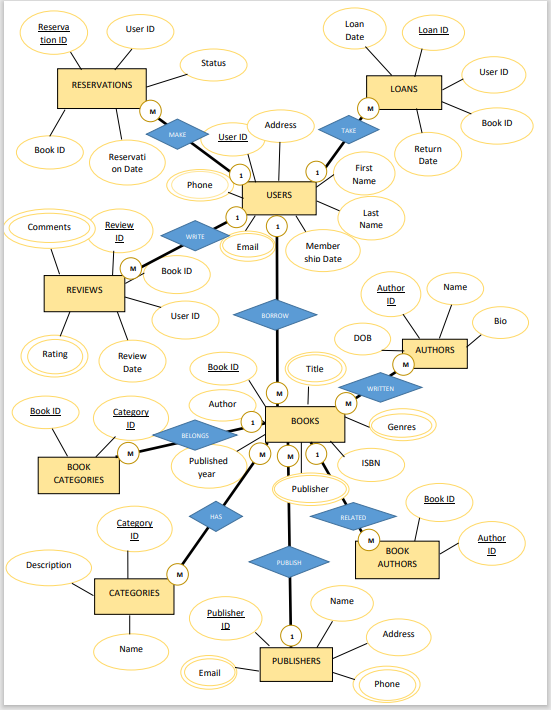 Reserva
tion ID
User ID
Status
RESERVATIONS
M
Book ID
Reservati
on Date
MAKE
Loan
Date
Loan ID
User ID
LOANS
M
Book ID
Return
Date
TAKE
User ID
Address
First
Name
1
1
Phone
USERS
Last
Name
1
1
Email
Member
shio Date
WRITE
Comments
Review
ID
M
Book ID
REVIEWS
User ID
Rating
Review
Date
BORROW
Author
ID
Name
Bio
DOB
AUTHORS
M
WRITTEN
Book ID
Title
M
M
Author
1
BOOKS
Genres
Published
year
M
M
1
ISBN
Publisher
Book ID
Category
ID
BELONGS
M
BOOK
CATEGORIES
HAS
RELATED
Book ID
M
Author
ID
BOOK
AUTHORS
Category
ID
Description
M
CATEGORIES
Name
PUBLISH
Name
Publisher
ID
1
Address
PUBLISHERS
Email
Phone